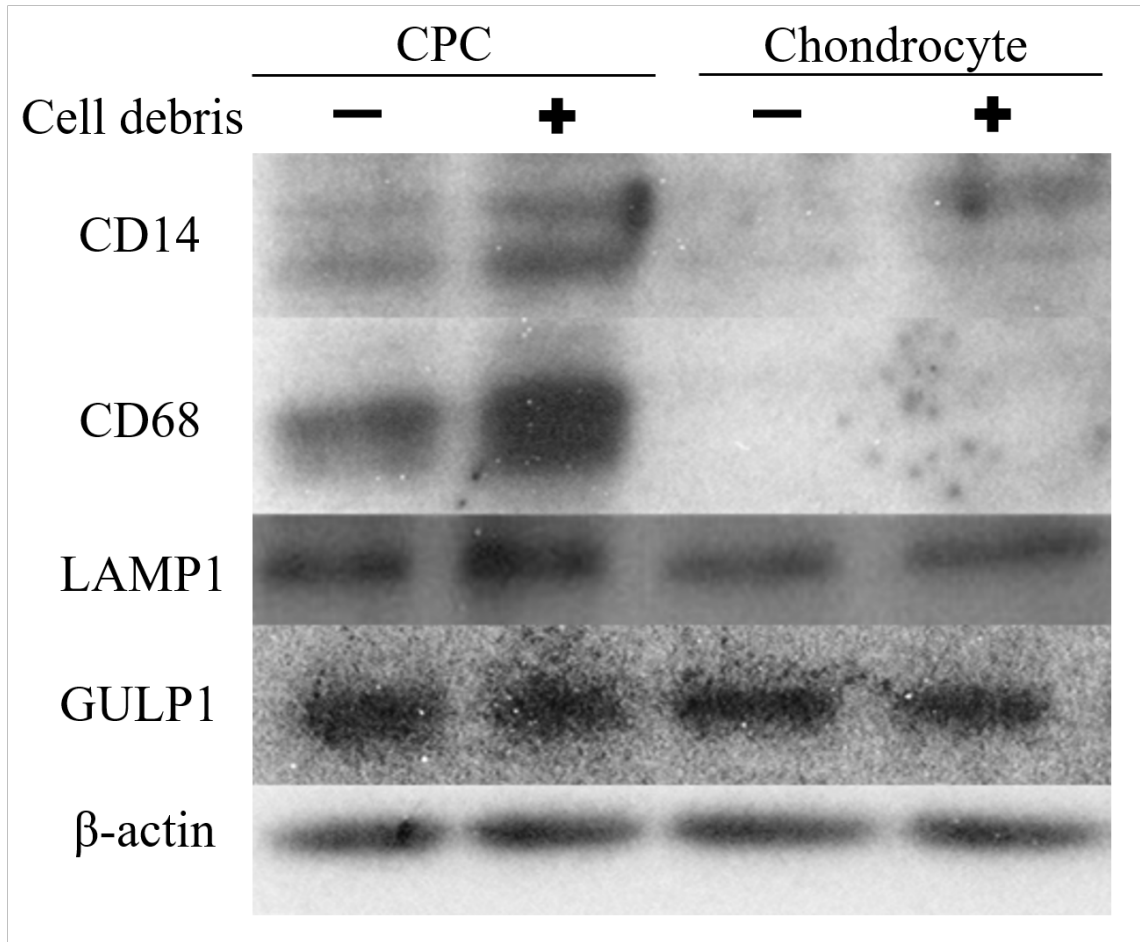 CPC Chondrocyte
Cell debris − + − +
CD14
CD68
LAMP1
GULP1
β-actin